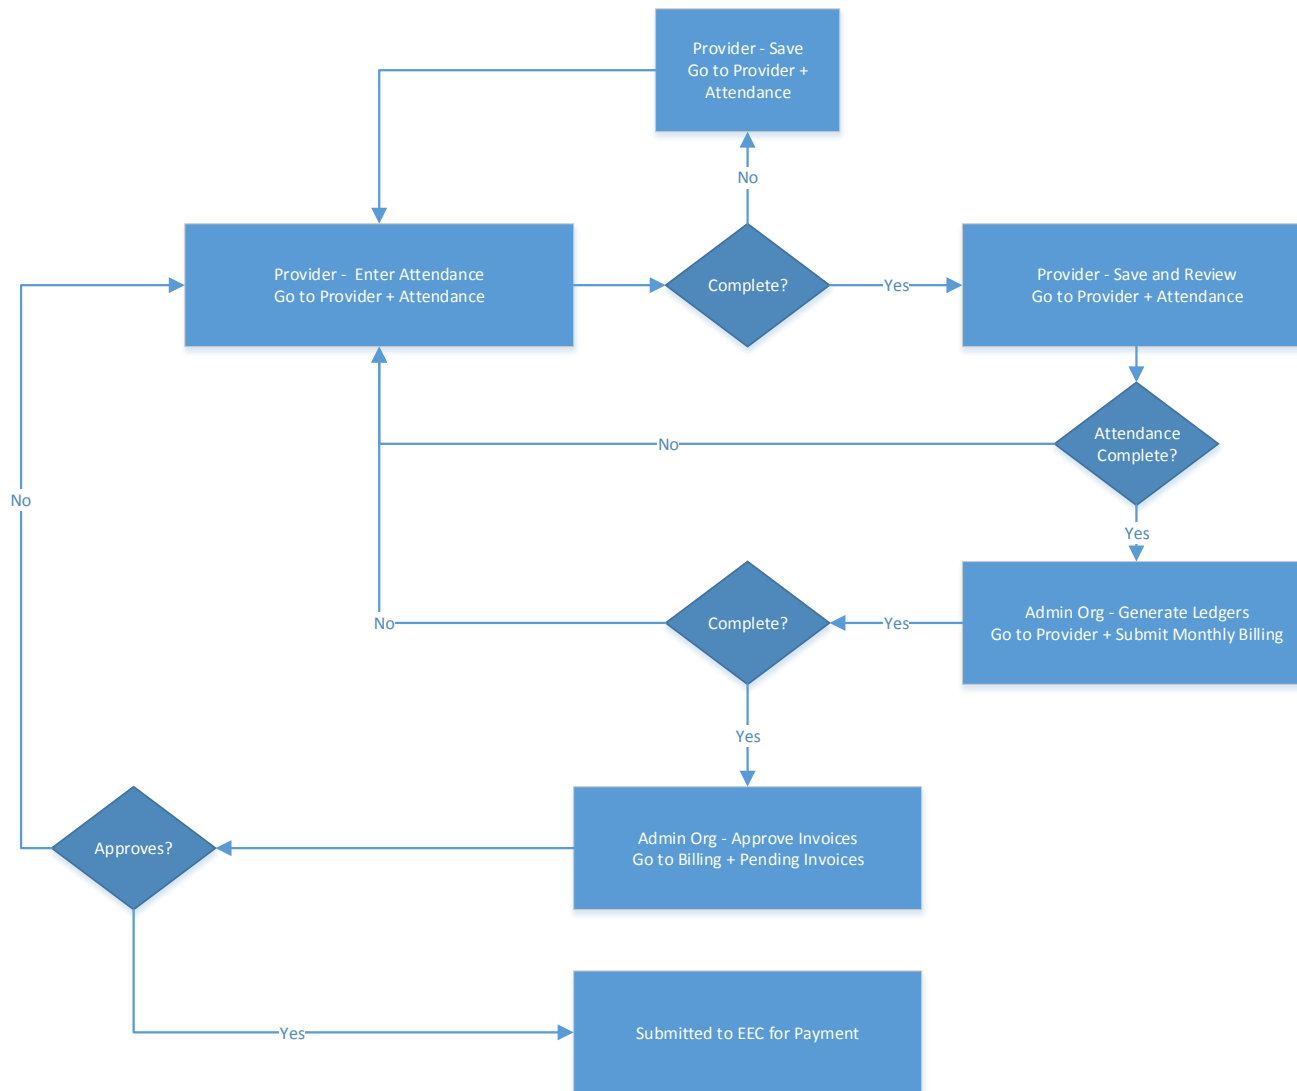 Provider - Save
Go to Provider +
Attendance
No
Provider -  Enter Attendance
Go to Provider + Attendance
Complete?
Yes
Provider - Save and Review
Go to Provider + Attendance
Attendance
Complete?
No
No
Yes
Admin Org - Generate Ledgers
Go to Provider + Submit Monthly Billing
Yes
Complete?
No
Yes
Admin Org - Approve Invoices
Go to Billing + Pending Invoices
Approves?
Yes
Submitted to EEC for Payment